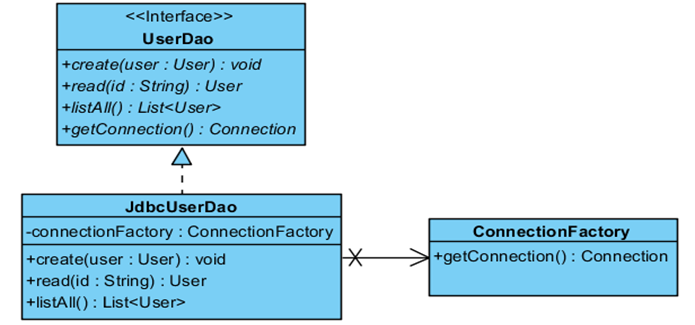 <<Interface>>
UserDao
+create(user : User) : void
+read(id : String) : User
+listAll() : List<User>
+getConnection() : Connection
JdbcUserDao
-connectionFactory : ConnectionFactory
+create(user : User) : void
+read(id : String) : User
+listAll() : List<User>
ConnectionFactory
+getConnection() : Connection